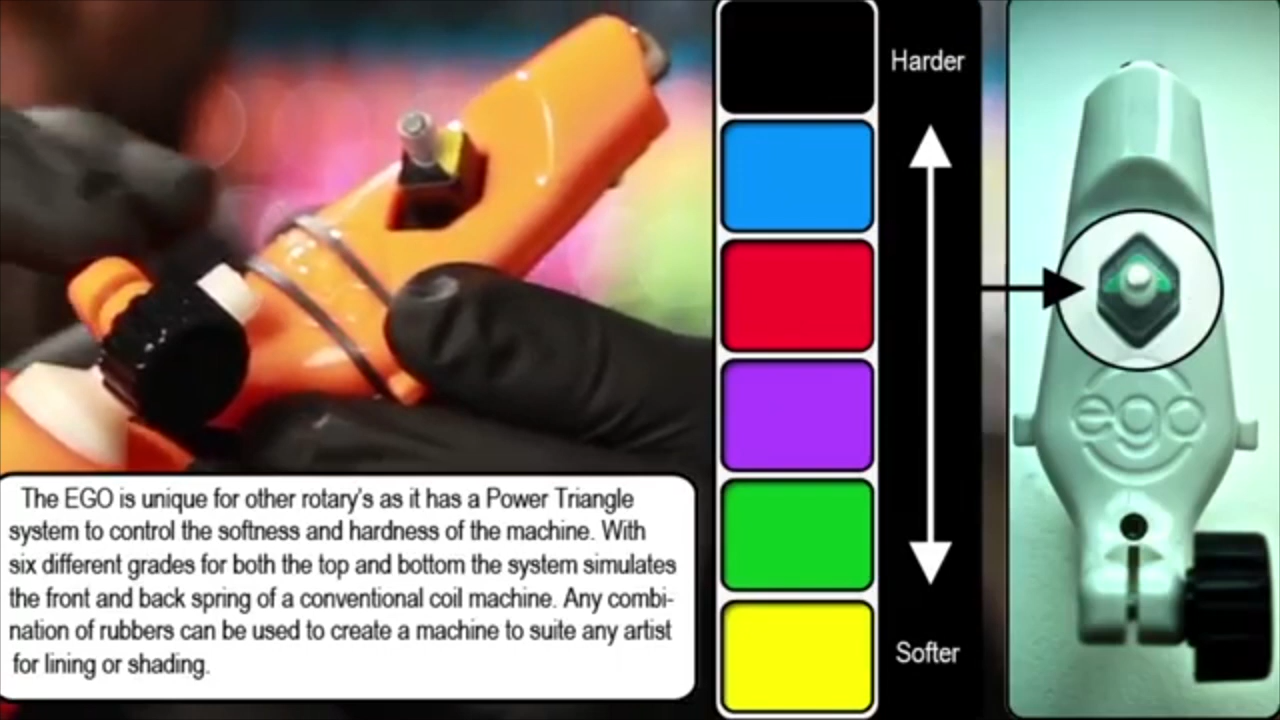 The EGO is unique for other rotary's as it has a Power Triangle
system to control the softness and hardness of the machine. With
six different grades for both the top and bottom the system simulates
the front and back spring of a conventional coil machine. Any combi-
nation of rubbers can be used to create a machine to suite any artist
for lining or shading.
Harder
Softer
ego